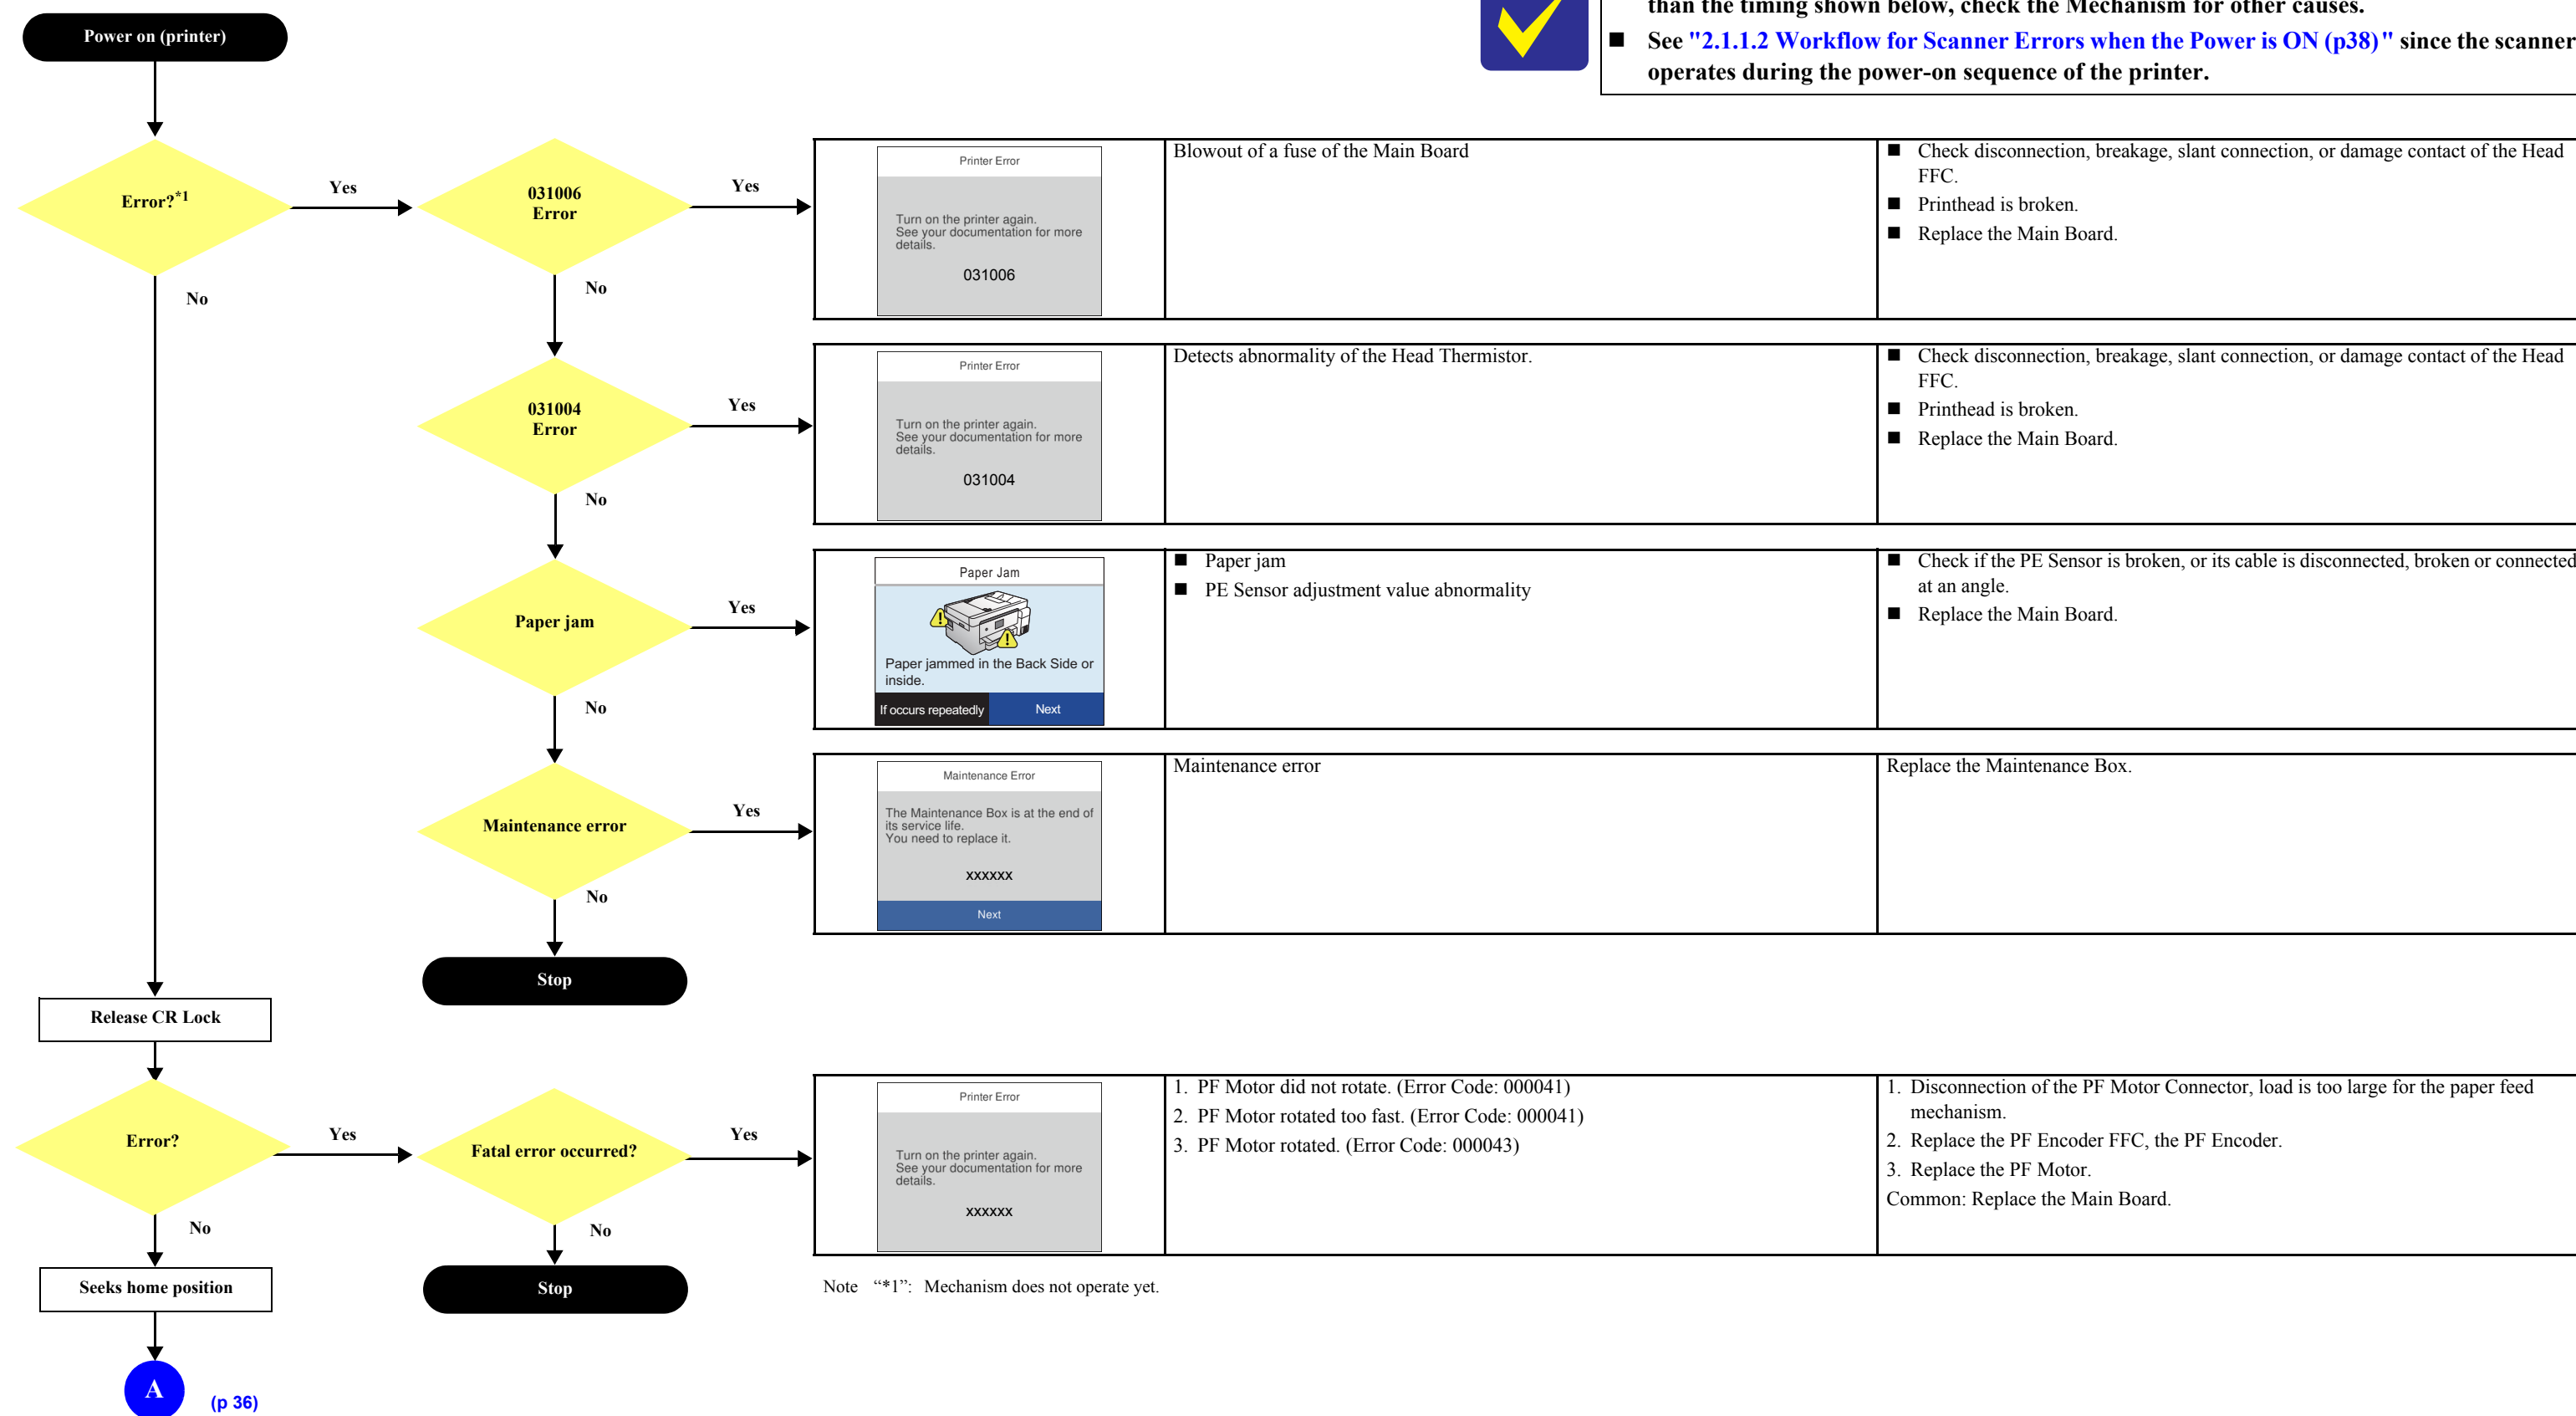 than the timing shown below, check the Mechanism for other causes.
■ See "2.1.1.2 Workflow for Scanner Errors when the Power is ON (p38)" since the scanner
operates during the power-on sequence of the printer.
Power on (printer)
Error?*1
Yes
No
031006
Error
Yes
No
Printer Error
Turn on the printer again.
See your documentation for more
details.
031006
Blowout of a fuse of the Main Board
■ Check disconnection, breakage, slant connection, or damage contact of the Head
FFC.
■ Printhead is broken.
■ Replace the Main Board.
031004
Error
Yes
No
Printer Error
Turn on the printer again.
See your documentation for more
details.
031004
Detects abnormality of the Head Thermistor.
■ Check disconnection, breakage, slant connection, or damage contact of the Head
FFC.
■ Printhead is broken.
■ Replace the Main Board.
Paper jam
Yes
No
Paper Jam
Paper jammed in the Back Side or
inside.
If occurs repeatedly
Next
■ Paper jam
■ PE Sensor adjustment value abnormality
■ Check if the PE Sensor is broken, or its cable is disconnected, broken or connected
at an angle.
■ Replace the Main Board.
Maintenance error
Yes
No
Maintenance Error
The Maintenance Box is at the end of
its service life.
You need to replace it.
xxxxxx
Next
Maintenance error
Replace the Maintenance Box.
Stop
Release CR Lock
Error?
Yes
No
Fatal error occurred?
Yes
No
Printer Error
Turn on the printer again.
See your documentation for more
details.
xxxxxx
1. PF Motor did not rotate. (Error Code: 000041)
2. PF Motor rotated too fast. (Error Code: 000041)
3. PF Motor rotated. (Error Code: 000043)
1. Disconnection of the PF Motor Connector, load is too large for the paper feed
mechanism.
2. Replace the PF Encoder FFC, the PF Encoder.
3. Replace the PF Motor.
Common: Replace the Main Board.
Seeks home position
Stop
Note “*1”: Mechanism does not operate yet.
A
(p 36)